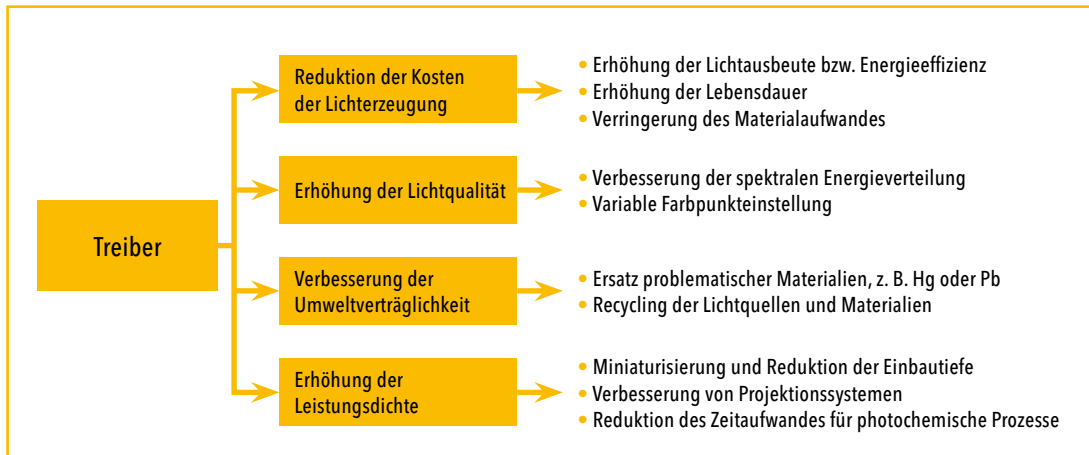 Treiber
Reduktion der Kosten
der Lichterzeugung
• Erhöhung der Lichtausbeute bzw. Energieeffizienz
• Erhöhung der Lebensdauer
• Verringerung des Materialaufwandes
Erhöhung der Lichtqualität
• Verbesserung der spektralen Energieverteilung
• Variable Farbpunkteinstellung
Verbesserung der
Umweltverträglichkeit
• Ersatz problematischer Materialien, z. B. Hg oder Pb
• Recycling der Lichtquellen und Materialien
Erhöhung der
Leistungsdichte
• Miniaturisierung und Reduktion der Einbautiefe
• Verbesserung von Projektionssystemen
• Reduktion des Zeitaufwandes für photochemische Prozesse